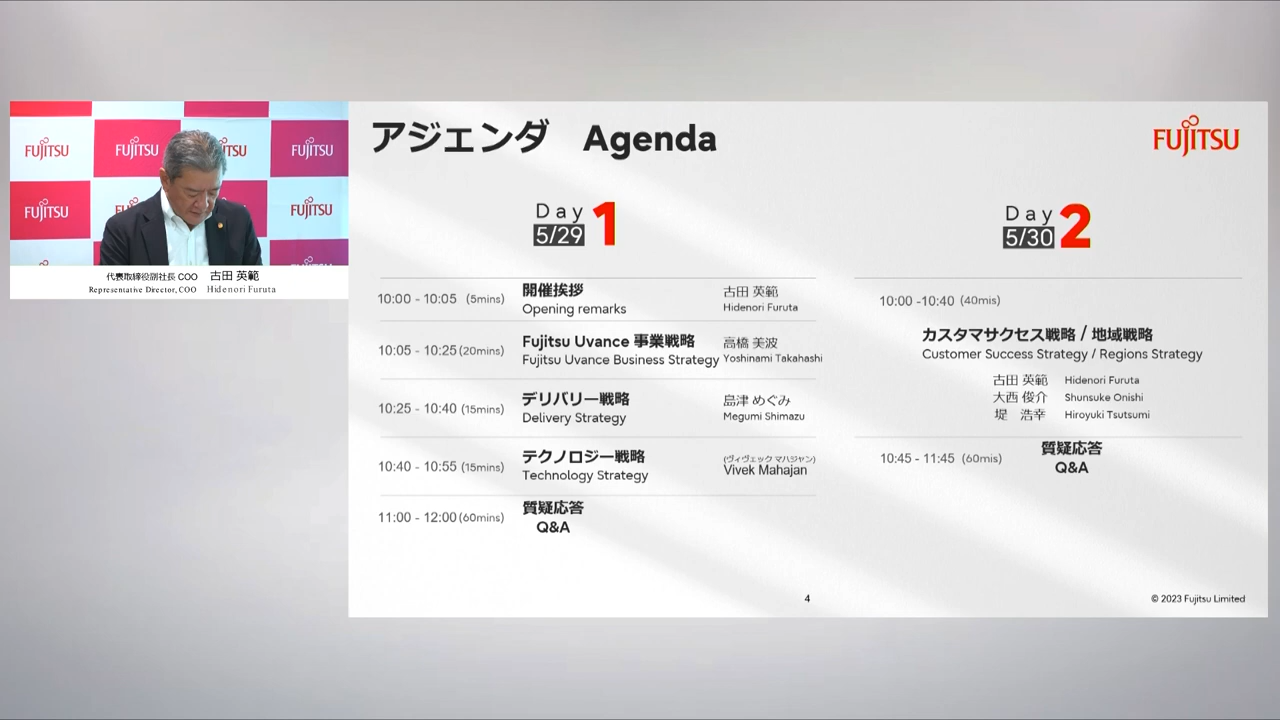 FUJITSU
FUJITSU
FUJITSU
FUJITSU
FUJITSU
代表取締役副社長 COO 古田 英範
Representative Director, COO Hidenori Furuta
アジェンダ Agenda
FUJITSU
Day 1
5/29
10:00 - 10:05 (5mins)
開催挨拶
Opening remarks
古田 英範
Hidenori Furuta
10:05 - 10:25 (20mins)
Fujitsu Uvance 事業戦略
Fujitsu Uvance Business Strategy
高橋 美波
Yoshinami Takahashi
10:25 - 10:40 (15mins)
デリバリー戦略
Delivery Strategy
島津 めぐみ
Megumi Shimazu
10:40 - 10:55 (15mins)
テクノロジー戦略
Technology Strategy
(ヴィヴェック マハジャン)
Vivek Mahajan
11:00 - 12:00 (60mins)
質疑応答
Q&A
Day 2
5/30
10:00 -10:40 (40mis)
カスタマサクセス戦略 / 地域戦略
Customer Success Strategy / Regions Strategy
古田 英範 Hidenori Furuta
大西 俊介 Shunsuke Onishi
堤 浩幸 Hiroyuki Tsutsumi
10:45 - 11:45 (60mis)
質疑応答
Q&A
4
© 2023 Fujitsu Limited